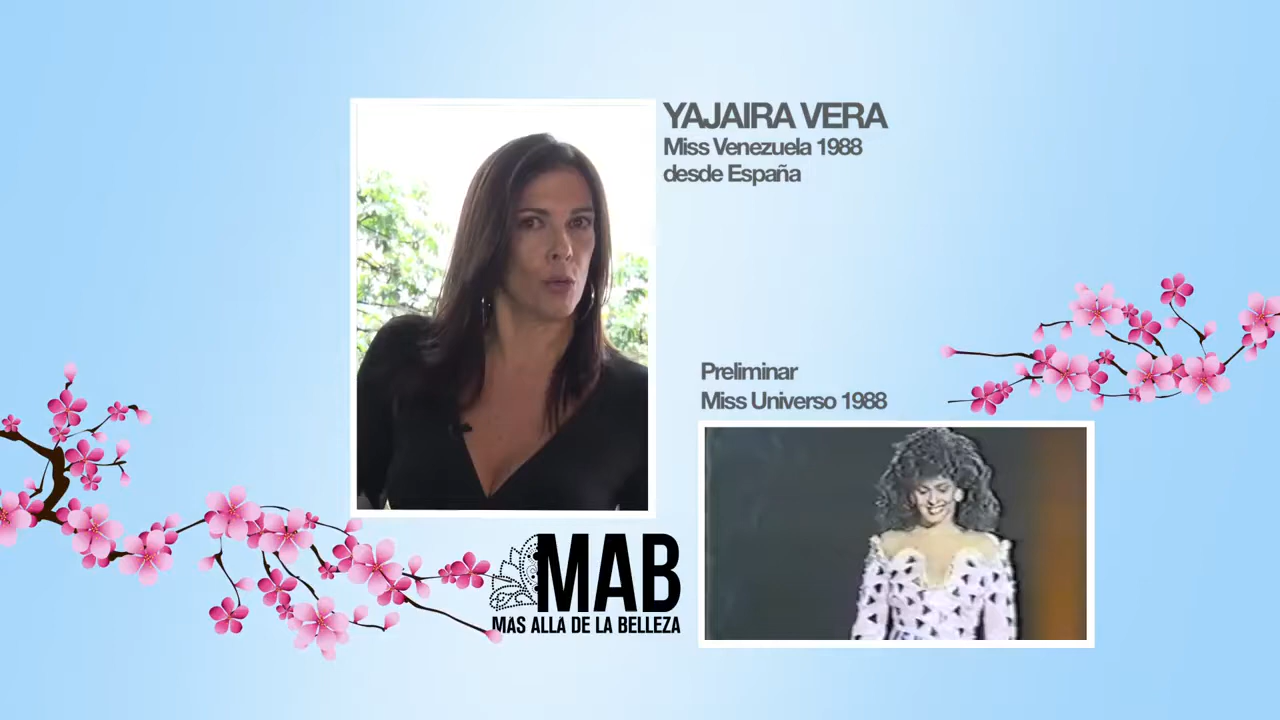 YAJAIRA VERA
Miss Venezuela 1988
desde España
Preliminar
Miss Universo 1988
MAB
MAS ALLA DE LA BELLEZA